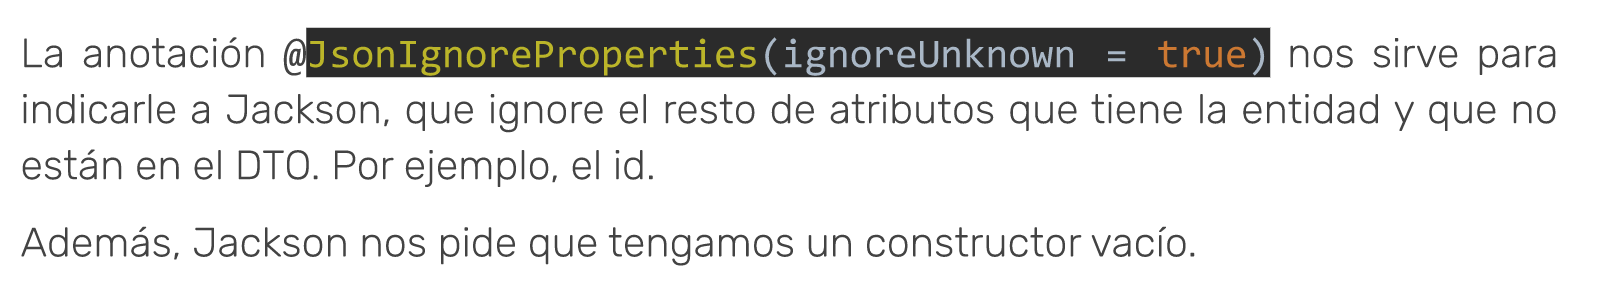 La anotación @JsonIgnoreProperties(ignoreUnknown = true) nos sirve para
indicarle a Jackson, que ignore el resto de atributos que tiene la entidad y que no
están en el DTO. Por ejemplo, el id.
Además, Jackson nos pide que tengamos un constructor vacío.